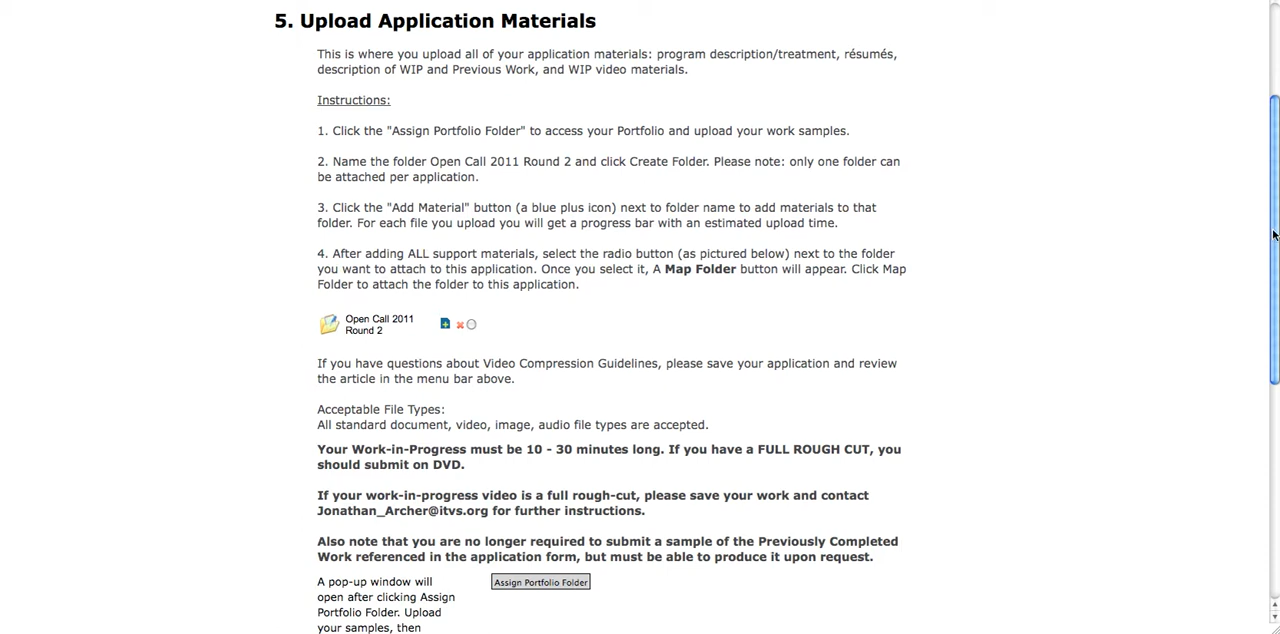 5. Upload Application Materials
This is where you upload all of your application materials: program description/treatment, résumés,
description of WIP and Previous Work, and WIP video materials.
Instructions:
1. Click the "Assign Portfolio Folder" to access your Portfolio and upload your work samples.
2. Name the folder Open Call 2011 Round 2 and click Create Folder. Please note: only one folder can
be attached per application.
3. Click the "Add Material" button (a blue plus icon) next to folder name to add materials to that
folder. For each file you upload you will get a progress bar with an estimated upload time.
4. After adding ALL support materials, select the radio button (as pictured below) next to the folder
you want to attach to this application. Once you select it, A Map Folder button will appear. Click Map
Folder to attach the folder to this application.
Open Call 2011
Round 2
If you have questions about Video Compression Guidelines, please save your application and review
the article in the menu bar above.
Acceptable File Types:
All standard document, video, image, audio file types are accepted.
Your Work-in-Progress must be 10 - 30 minutes long. If you have a FULL ROUGH CUT, you
should submit on DVD.
If your work-in-progress video is a full rough-cut, please save your work and contact
Jonathan_Archer@itvs.org for further instructions.
Also note that you are no longer required to submit a sample of the Previously Completed
Work referenced in the application form, but must be able to produce it upon request.
A pop-up window will
open after clicking Assign
Portfolio Folder. Upload
your samples, then
Assign Portfolio Folder